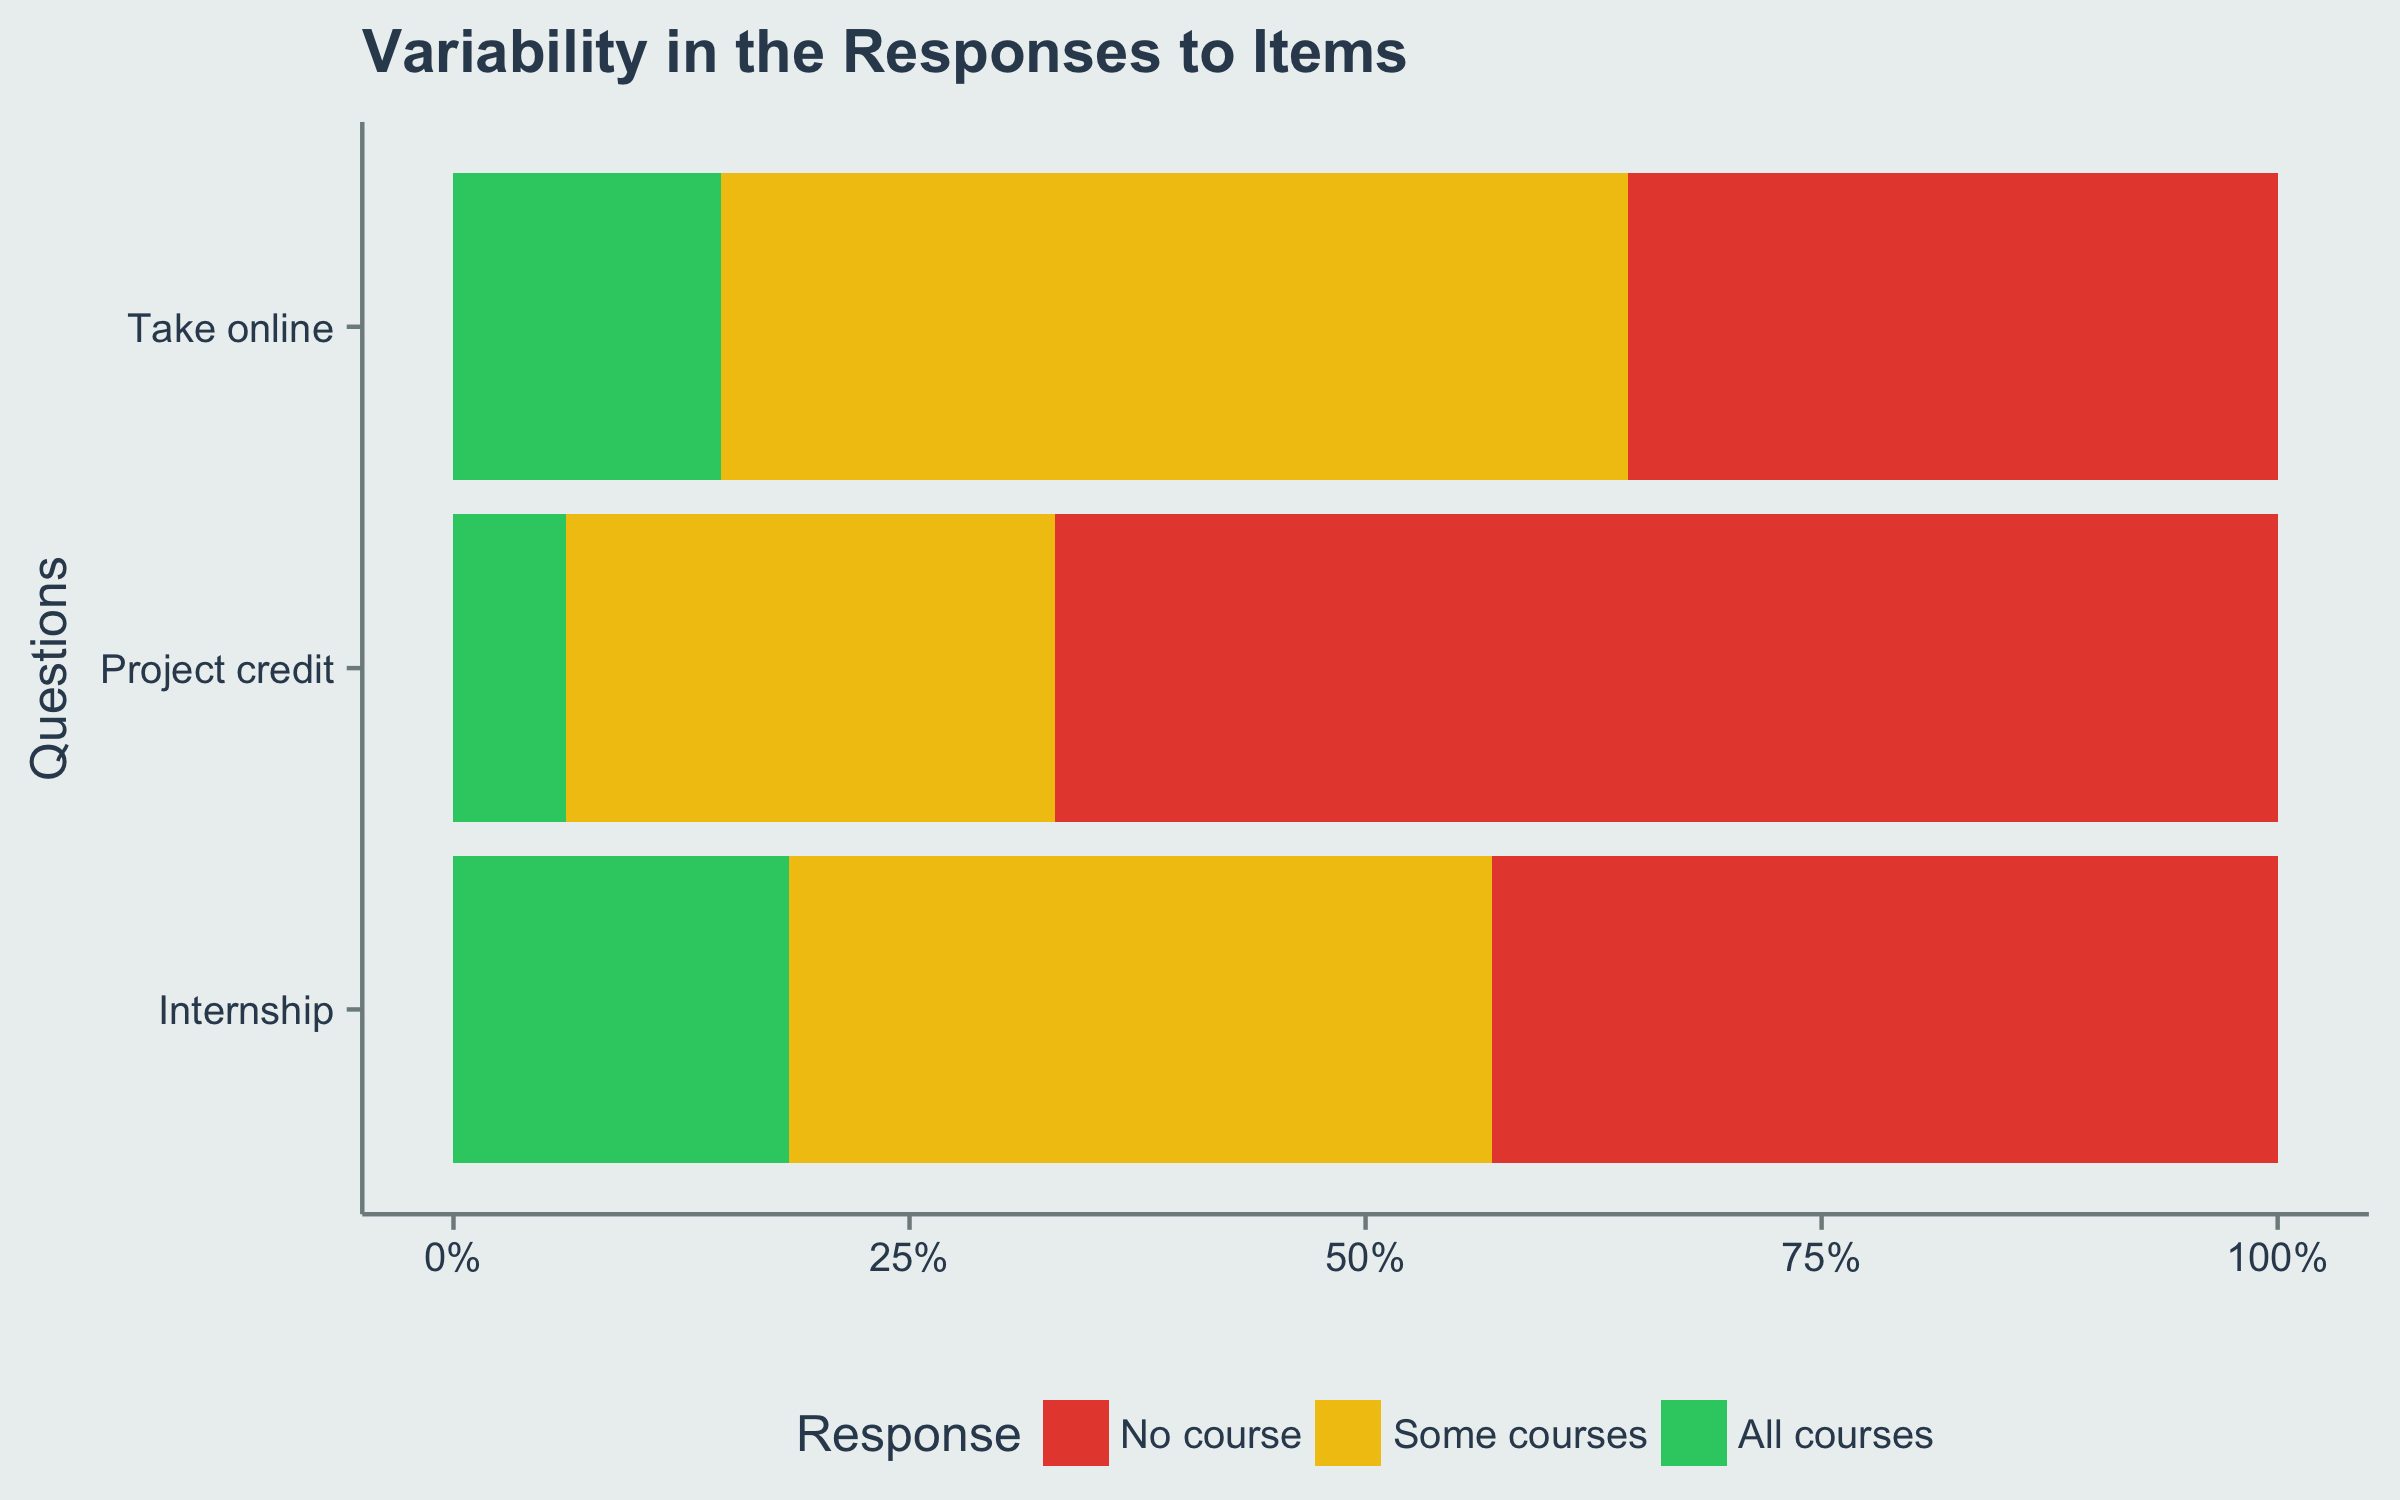 Variability in the Responses to Items
Questions
Take online
Project credit
Internship
0% 25% 50% 75% 100%
Response No course Some courses All courses